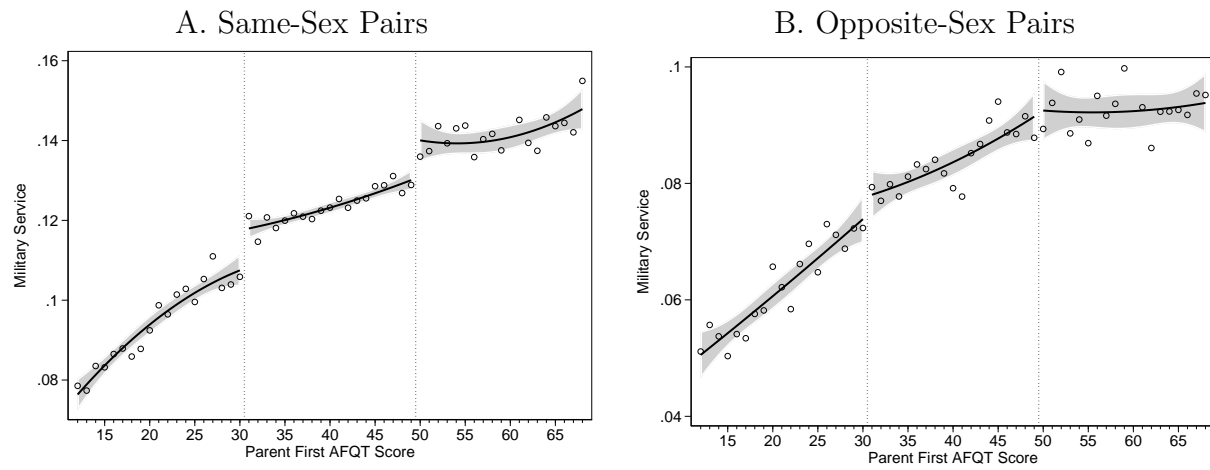 A. Same-Sex Pairs
.16
.14
.12
.1
.08
Military Service
15 20 25 30 35 40 45 50 55 60 65
Parent First AFQT Score
B. Opposite-Sex Pairs
.1
.08
.06
.04
Military Service
15 20 25 30 35 40 45 50 55 60 65
Parent First AFQT Score